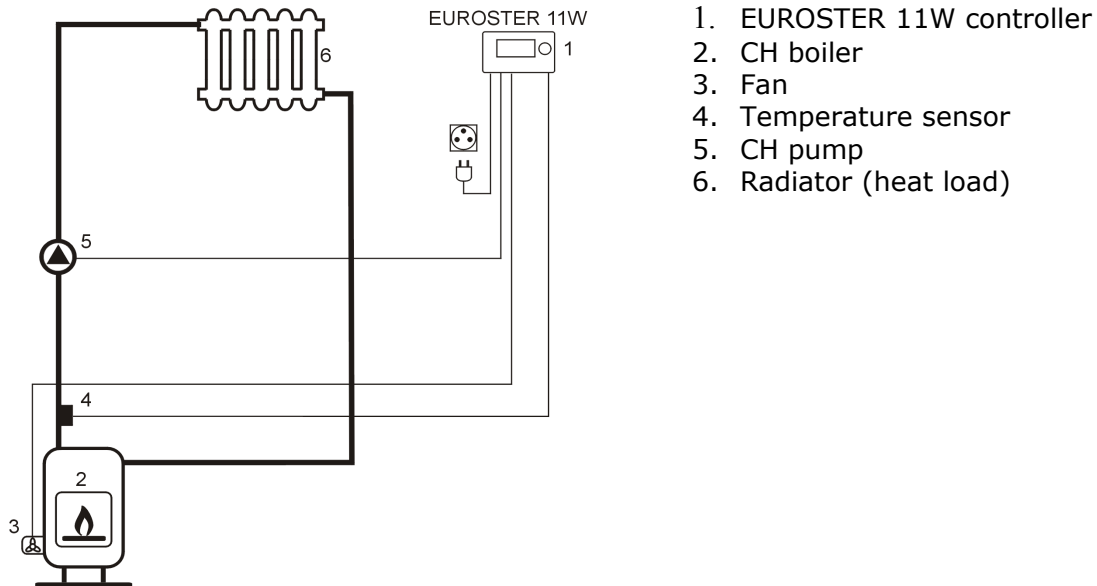 EUROSTER 11W
1
6
5
4
2
3
1. EUROSTER 11W controller
2. CH boiler
3. Fan
4. Temperature sensor
5. CH pump
6. Radiator (heat load)